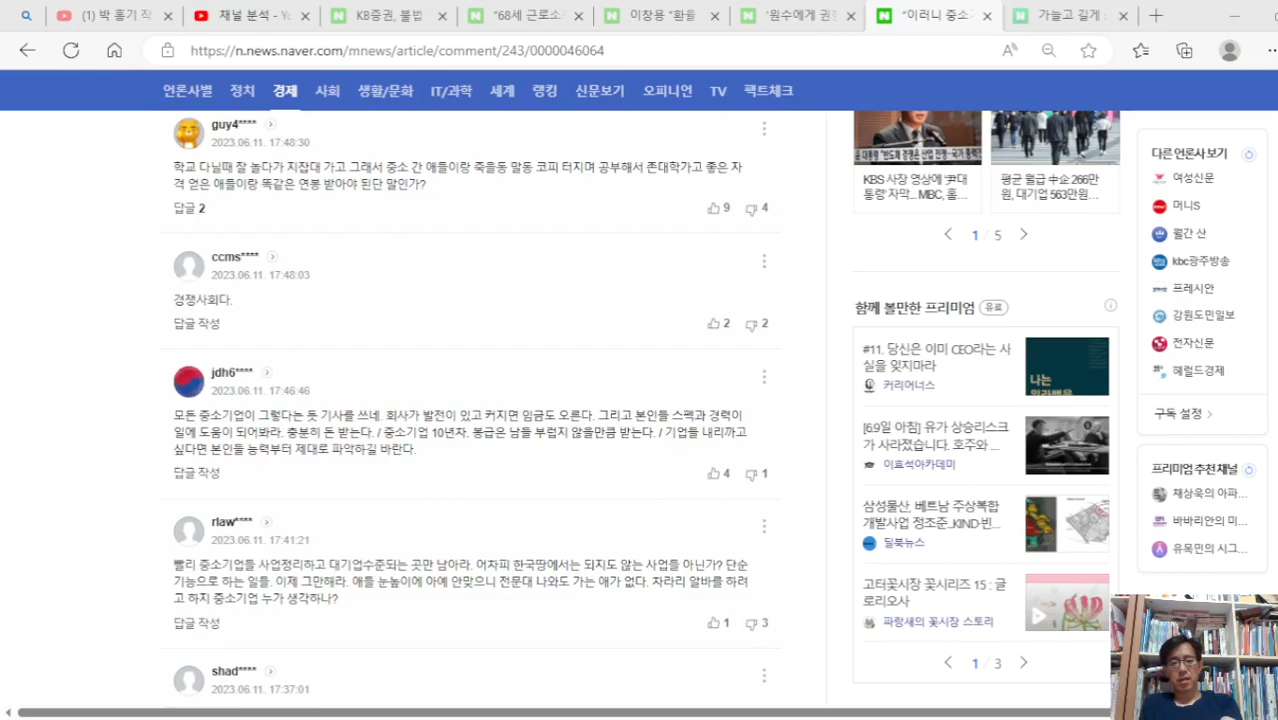 (1) 박 홍기 작
채널 분석 - Yo
KB증권, 불법
"68세 근로소
이창용 "환율
'원수에게 권한
"이러니 중소
가늘고 길게
https://n.news.naver.com/mnews/article/comment/243/0000046064
언론사별 정치 경제 사회 생활/문화 IT/과학 세계 랭킹 신문보기 오피니언 TV 팩트체크
guy4****
2023.06.11. 17:48:30
학교 다닐때 잘 놀다가 지잡대 가고 그래서 중소 간 애들이랑 죽을동 말동 코피 터지며 공부해서 존대학가고 좋은 자
격 얻은 애들이랑 똑같은 연봉 받아야 된단 말인가?
답글 2
9 4
ccms****
2023.06.11. 17:48:03
경쟁사회다.
답글 작성
2 2
jdh6****
2023.06.11. 17:46:46
모든 중소기업이 그렇다는 듯 기사를 쓰네. 회사가 발전이 있고 커지면 임금도 오른다. 그리고 본인들 스펙과 경력이
일에 도움이 되어봐라. 충분히 돈 받는다. / 중소기업 10년차. 봉급은 남들 부럽지 않을만큼 받는다. / 기업들 내리까고
싶다면 본인들 능력부터 제대로 파악하길 바란다.
답글 작성
4 1
rlaw****
2023.06.11. 17:41:21
빨리 중소기업들 사업정리하고 대기업수준되는 곳만 남아라. 어차피 한국땅에서는 되지도 않는 사업들 아닌가? 단순
기능으로 하는 일들. 이제 그만해라. 애들 눈높이에 아예 안맞으니 전문대 나와도 가는 애가 없다. 차라리 알바를 하려
고 하지 중소기업 누가 생각하나?
답글 작성
1 3
shad****
2023.06.11. 17:37:01
KBS 사장 영상에 '尹대
통령' 자막... MBC, 홈...
평균 월급 中企 266만
원, 대기업 563만원...
1 / 5
함께 볼만한 프리미엄 유료
#11. 당신은 이미 CEO라는 사
실을 잊지마라
커리어너스
나는
[6.9일 아침] 유가 상승리스크
가 사라졌습니다. 호주와 ...
이효석아카데미
삼성물산, 베트남 주상복합
개발사업 정조준...KIND·빈...
딜북뉴스
고터꽃시장 꽃시리즈 15 : 글
로리오사
파랑새의 꽃시장 스토리
1 / 3
다른 언론사 보기
여성신문
머니S
월간 산
kbc광주방송
프레시안
강원도민일보
전자신문
헤럴드경제
구독 설정
프리미엄 추천 채널
채상욱의 아파...
바바리안의 미...
유목민의 시그...